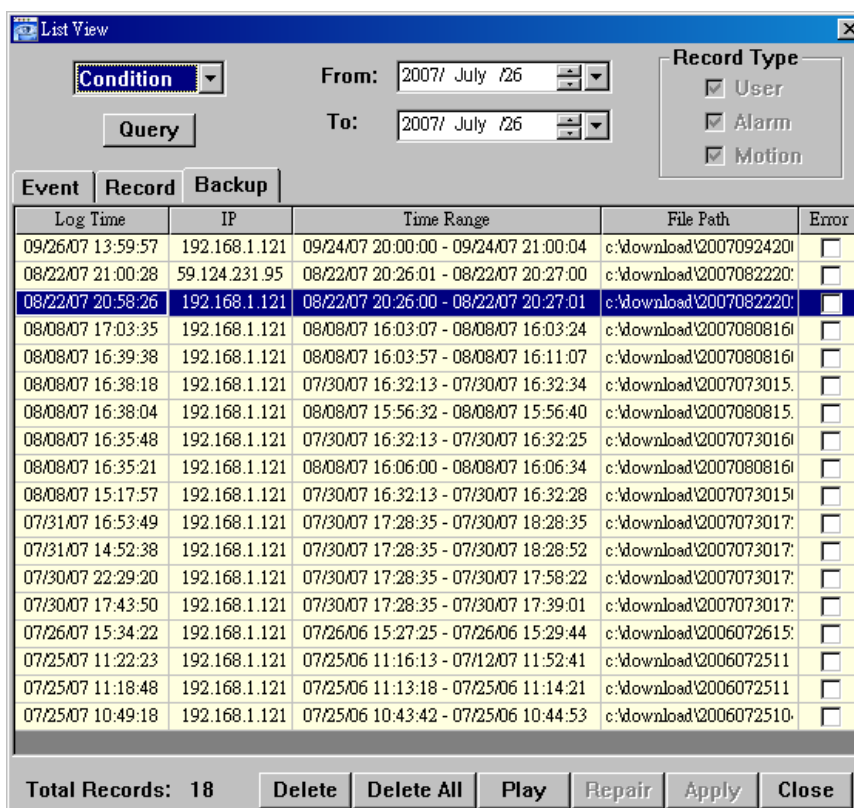 List View
Condition
From: 2007/ July /26
Record Type
User
Query
To: 2007/ July /26
Alarm
Motion
Event Record Backup
Log Time IP Time Range File Path Error
09/26/07 13:59:57 192.168.1.121 09/24/07 20:00:00 - 09/24/07 21:00:04 c:\download\2007092420
08/22/07 21:00:28 59.124.231.95 08/22/07 20:26:01 - 08/22/07 20:27:00 c:\download\2007082220
08/22/07 20:58:26 192.168.1.121 08/22/07 20:26:00 - 08/22/07 20:27:01 c:\download\2007082220
08/08/07 17:03:35 192.168.1.121 08/08/07 16:03:07 - 08/08/07 16:03:24 c:\download\2007080816
08/08/07 16:39:38 192.168.1.121 08/08/07 16:03:57 - 08/08/07 16:11:07 c:\download\2007080816
08/08/07 16:38:18 192.168.1.121 07/30/07 16:32:13 - 07/30/07 16:32:34 c:\download\2007073015
08/08/07 16:38:04 192.168.1.121 08/08/07 15:56:32 - 08/08/07 15:56:40 c:\download\2007080815
08/08/07 16:35:48 192.168.1.121 07/30/07 16:32:13 - 07/30/07 16:32:25 c:\download\2007073016
08/08/07 16:35:21 192.168.1.121 08/08/07 16:06:00 - 08/08/07 16:06:34 c:\download\2007080816
08/08/07 15:17:57 192.168.1.121 07/30/07 16:32:13 - 07/30/07 16:32:28 c:\download\2007073015
07/31/07 16:53:49 192.168.1.121 07/30/07 17:28:35 - 07/30/07 18:28:35 c:\download\2007073017
07/31/07 14:52:38 192.168.1.121 07/30/07 17:28:35 - 07/30/07 18:28:52 c:\download\2007073017
07/30/07 22:29:20 192.168.1.121 07/30/07 17:28:35 - 07/30/07 17:58:22 c:\download\2007073017
07/30/07 17:43:50 192.168.1.121 07/30/07 17:28:35 - 07/30/07 17:39:01 c:\download\2007073017
07/26/07 15:34:22 192.168.1.121 07/26/06 15:27:25 - 07/26/06 15:29:44 c:\download\2006072615
07/25/07 11:22:23 192.168.1.121 07/25/06 11:16:13 - 07/12/07 11:52:41 c:\download\2006072511
07/25/07 11:18:48 192.168.1.121 07/25/06 11:13:18 - 07/25/06 11:14:21 c:\download\2006072511
07/25/07 10:49:18 192.168.1.121 07/25/06 10:43:42 - 07/25/06 10:44:53 c:\download\2006072510
Total Records: 18 Delete Delete All Play Repair Apply Close